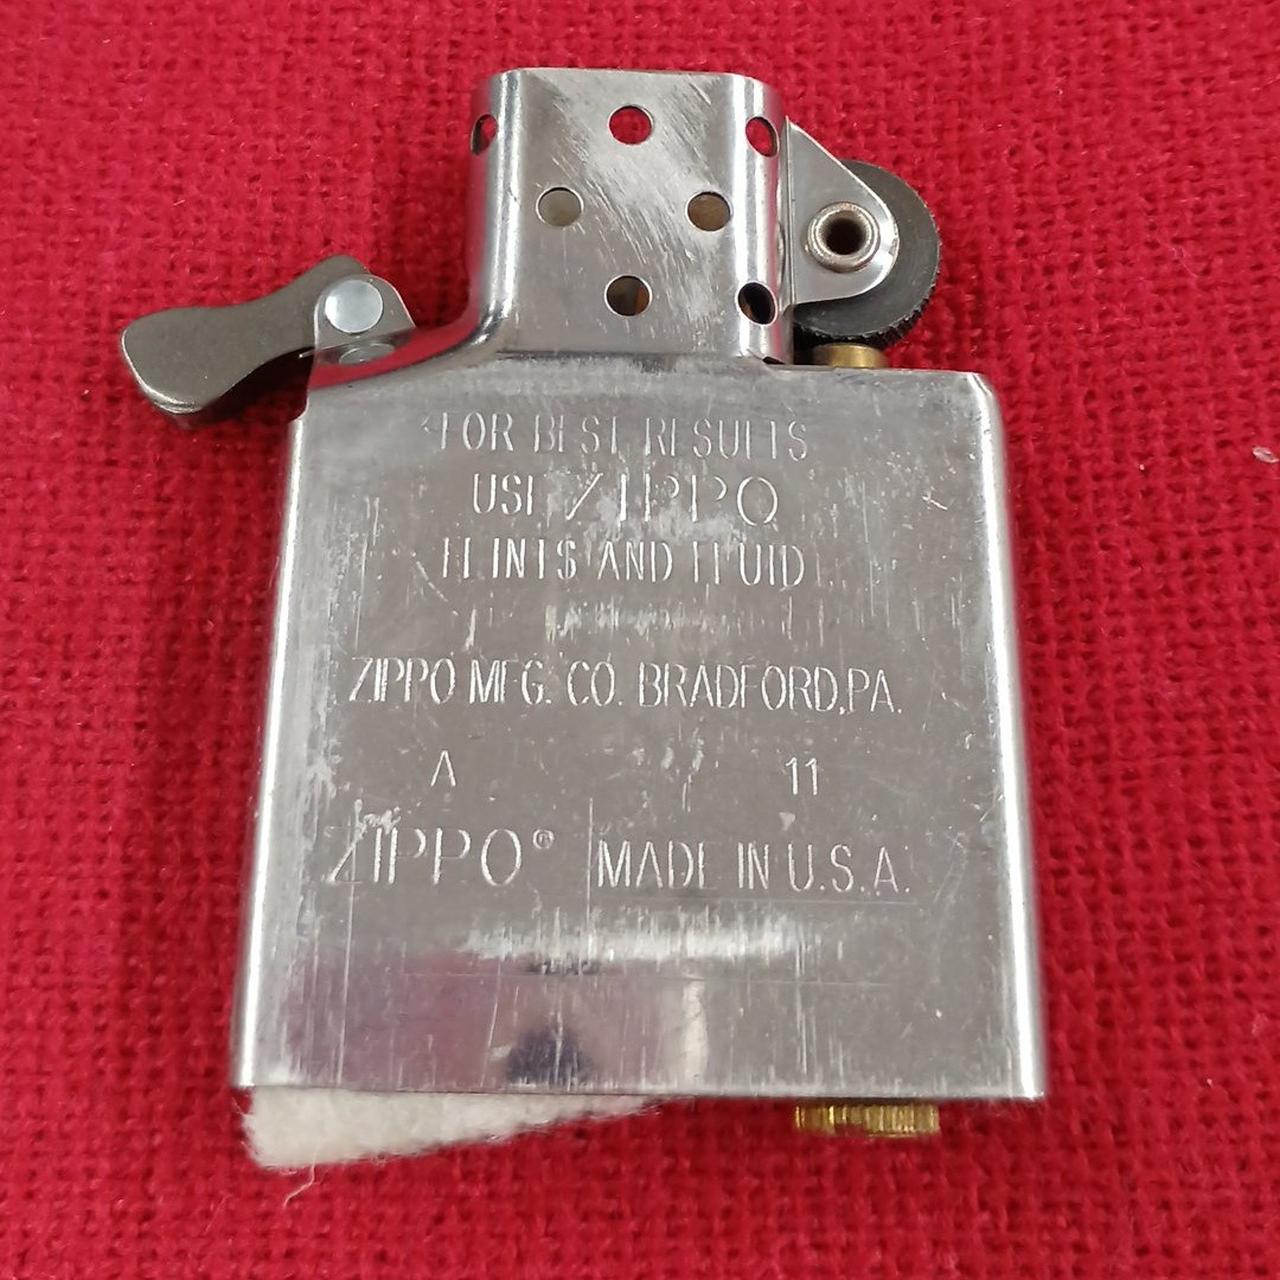 FOR BEST RESULTS
USE ZIPPO
FLINTS AND FLUID
ZIPPO MFG. CO. BRADFORD, PA.
A 11
ZIPPO® MADE IN U.S.A.